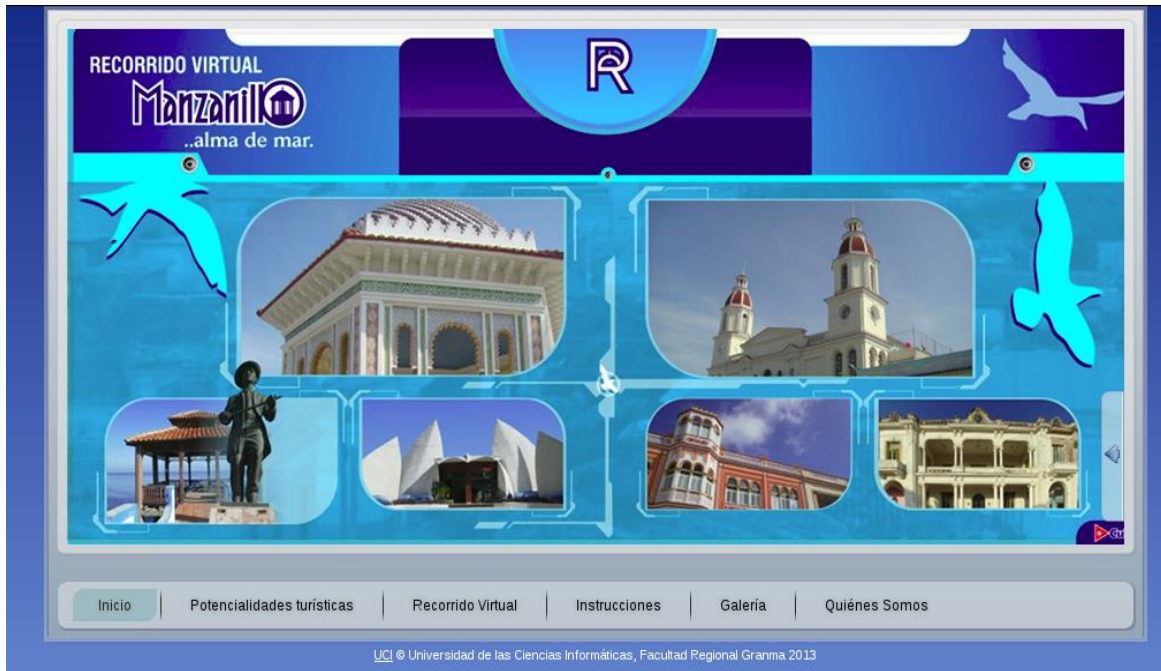 RECORRIDO VIRTUAL
Manzanillo
..alma de mar.
R
Inicio
Potencialidades turísticas
Recorrido Virtual
Instrucciones
Galería
Quiénes Somos
UCI © Universidad de las Ciencias Informáticas, Facultad Regional Granma 2013